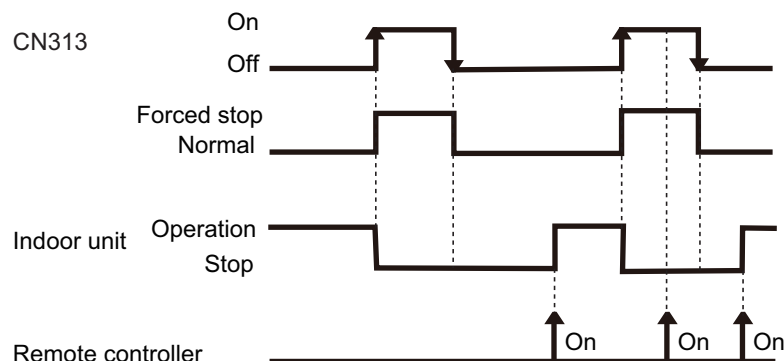 On
CN313
Off
Forced stop
Normal
Operation
Indoor unit
Stop
On On On
Remote controller